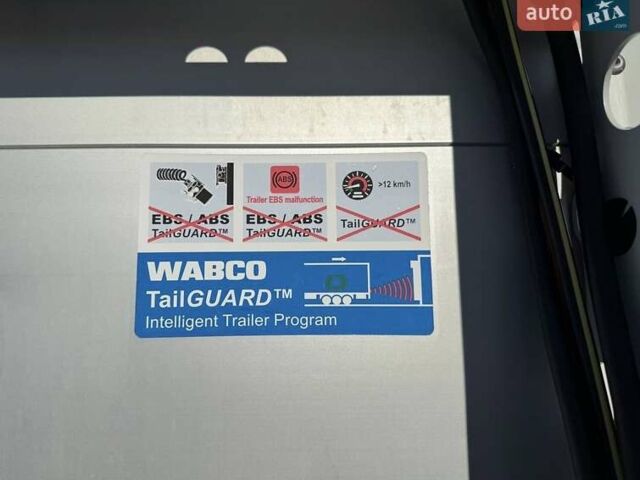 auto RIA.com
ABS
Trailer EBS malfunction
>12 km/h
EBS / ABS
TailGUARD™
EBS / ABS
TailGUARD™
TailGUARD™
WABCO
TailGUARD™
Intelligent Trailer Program